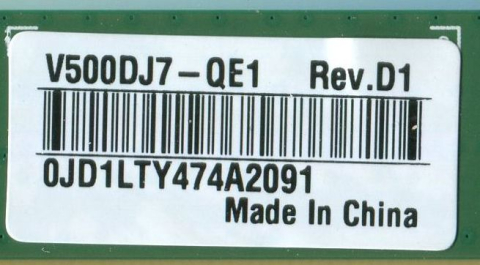 V500DJ7-QE1 Rev.D1
0JD1LTY474A2091
Made In China